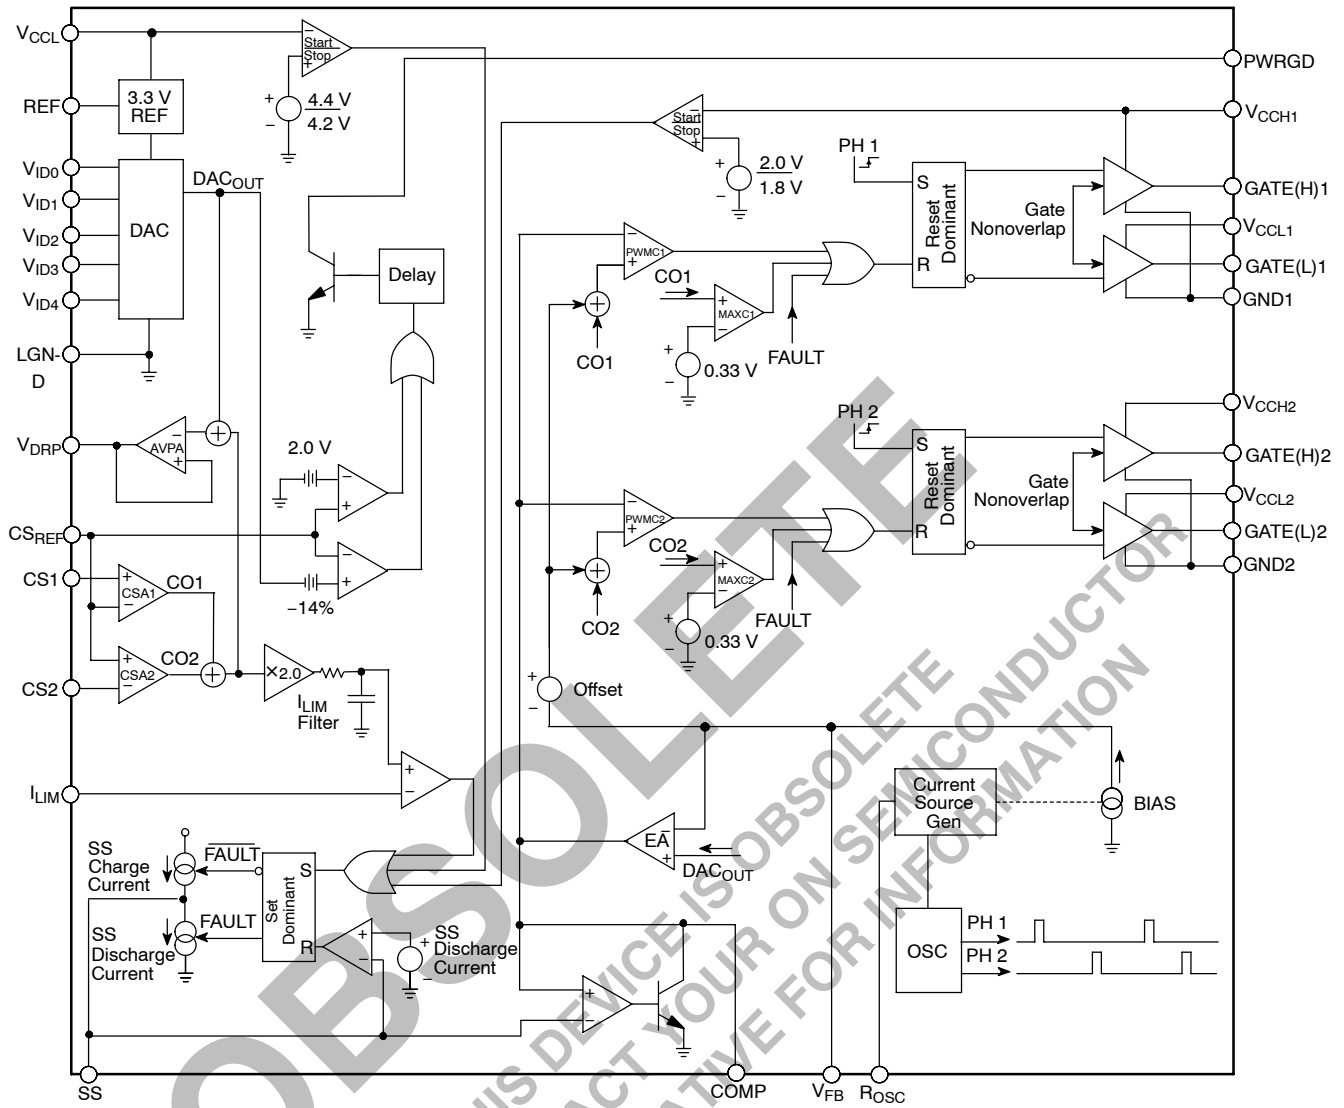 VCCL
REF
VID0
VID1
VID2
VID3
VID4
LGN-
D
VDRP
CSREF
CS1
CS2
ILIM
3.3 V
REF
DAC
DACOUT
−
Start
Stop
+
+
−
4.4 V
4.2 V
Delay
AVPA
−
+
+
2.0 V
−
+
−
+
−14%
+
CSA1
−
CO1
+
CSA2
−
CO2
+
×2.0
ILIM
Filter
+
−
SS
Charge
Current
FAULT
SS
Discharge
Current
FAULT
Set
Dominant
S
R
+
−
+
−
SS
Discharge
Current
−
Start
Stop
+
+
−
2.0 V
1.8 V
PH 1
S
R
Reset
Dominant
Gate
Nonoverlap
−
PWMC1
+
+
CO1
CO1
+
MAXC1
−
+
−
0.33 V
FAULT
PH 2
S
R
Reset
Dominant
Gate
Nonoverlap
−
PWMC2
+
+
CO2
CO2
+
MAXC2
−
+
−
0.33 V
FAULT
+
−
Offset
EA
−
+
DACOUT
Current
Source
Gen
BIAS
OSC
PH 1
PH 2
+
−
PWRGD
VCCH1
GATE(H)1
VCCL1
GATE(L)1
GND1
VCCH2
GATE(H)2
VCCL2
GATE(L)2
GND2
SS
COMP
VFB
ROSC
OBSOLETE
THIS DEVICE IS OBSOLETE
YOUR ON SEMICONDUCTOR
FOR INFORMATION